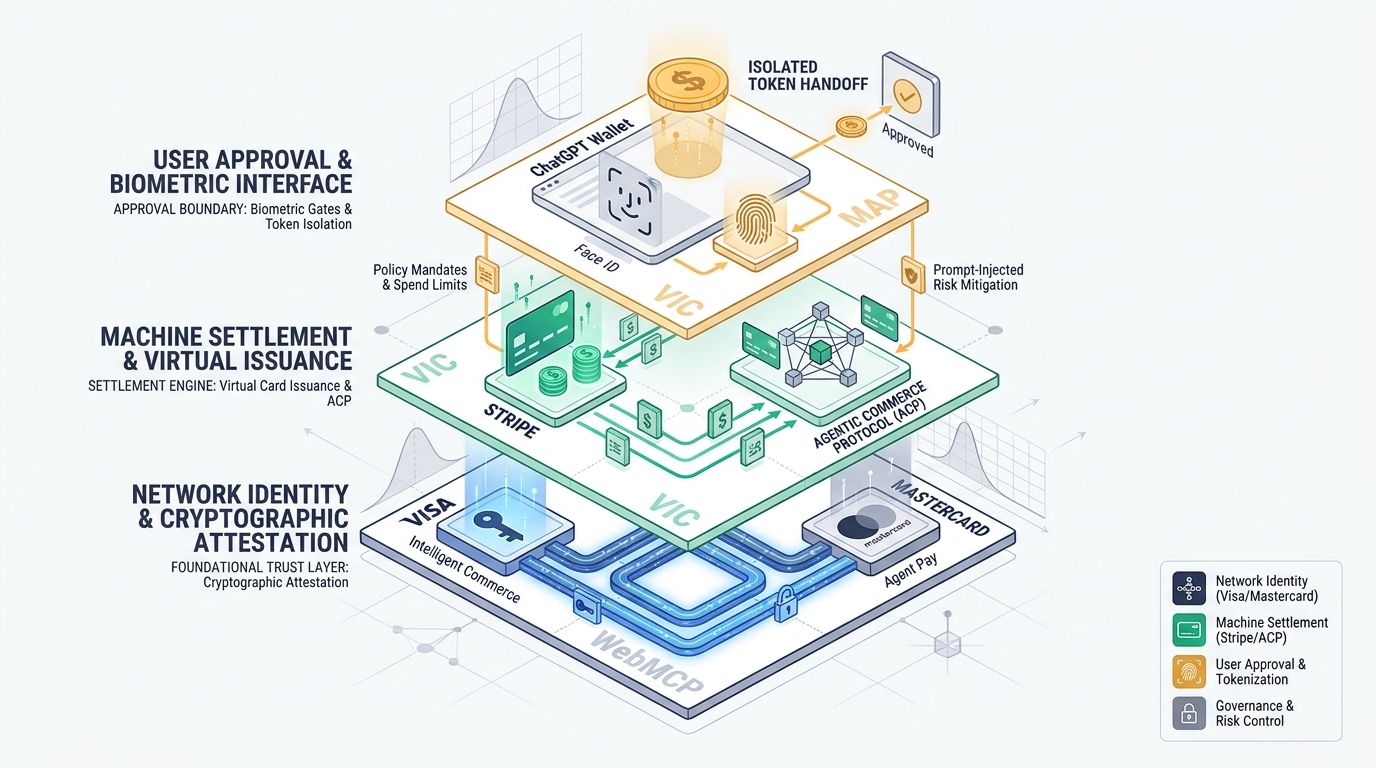 ISOLATED
TOKEN HANDOFF
ChatGPT Wallet
Approved
USER APPROVAL &
BIOMETRIC INTERFACE
APPROVAL BOUNDARY: Biometric Gates &
Token Isolation
MAP
Face ID
VIC
Policy Mandates
& Spend Limits
Prompt-Injected
Risk Mitigation
MACHINE SETTLEMENT
& VIRTUAL ISSUANCE
SETTLEMENT ENGINE: Virtual Card Issuance &
ACP
VIC
STRIPE
AGENTIC COMMERCE
PROTOCOL (ACP)
VIC
NETWORK IDENTITY
& CRYPTOGRAPHIC
ATTESTATION
FOUNDATIONAL TRUST LAYER:
Cryptographic Attestation
VISA
Intelligent Commerce
MASTERCARD
mastercard
Agent Pay
WebMCP
Network Identity
(Visa/Mastercard)
Machine Settlement
(Stripe/ACP)
User Approval &
Tokenization
Governance &
Risk Control